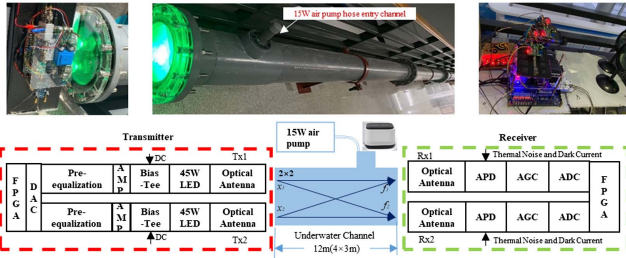 15W air pump hose entry channel
Transmitter
15W air
pump
Receiver
DC
Tx1
FPGA
DAC
Pre-
equalization
AMP
Bias
-Tee
45W
LED
Optical
Antenna
Pre-
equalization
AMP
Bias
-Tee
45W
LED
Optical
Antenna
DC
Tx2
2×2
x1
x2
f1
f2
Underwater Channel
12m(4×3m)
Rx1
Thermal Noise and Dark Current
Optical
Antenna
APD
AGC
ADC
FPGA
Optical
Antenna
APD
AGC
ADC
Rx2
Thermal Noise and Dark Current